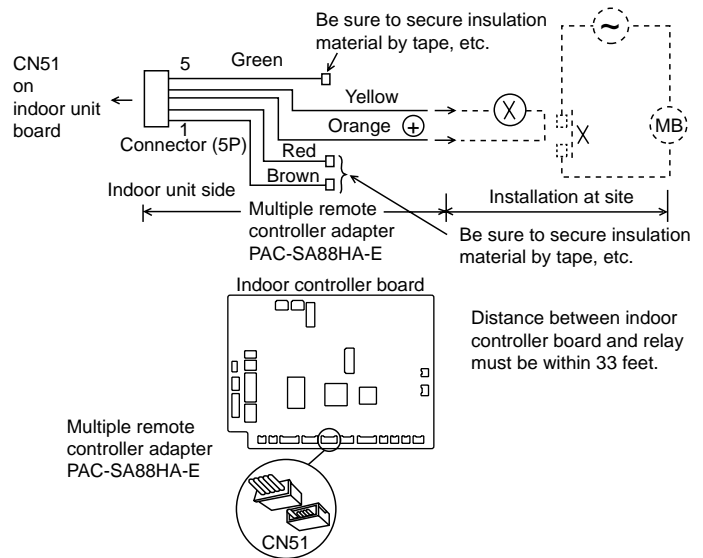 Be sure to secure insulation
material by tape, etc.
CN51
on
indoor unit
board
5
Green
Yellow
Orange +
1
Connector (5P)
Red
Brown
X
X
~
MB
Indoor unit side
Installation at site
Multiple remote
controller adapter
PAC-SA88HA-E
Be sure to secure insulation
material by tape, etc.
Indoor controller board
Distance between indoor
controller board and relay
must be within 33 feet.
Multiple remote
controller adapter
PAC-SA88HA-E
CN51